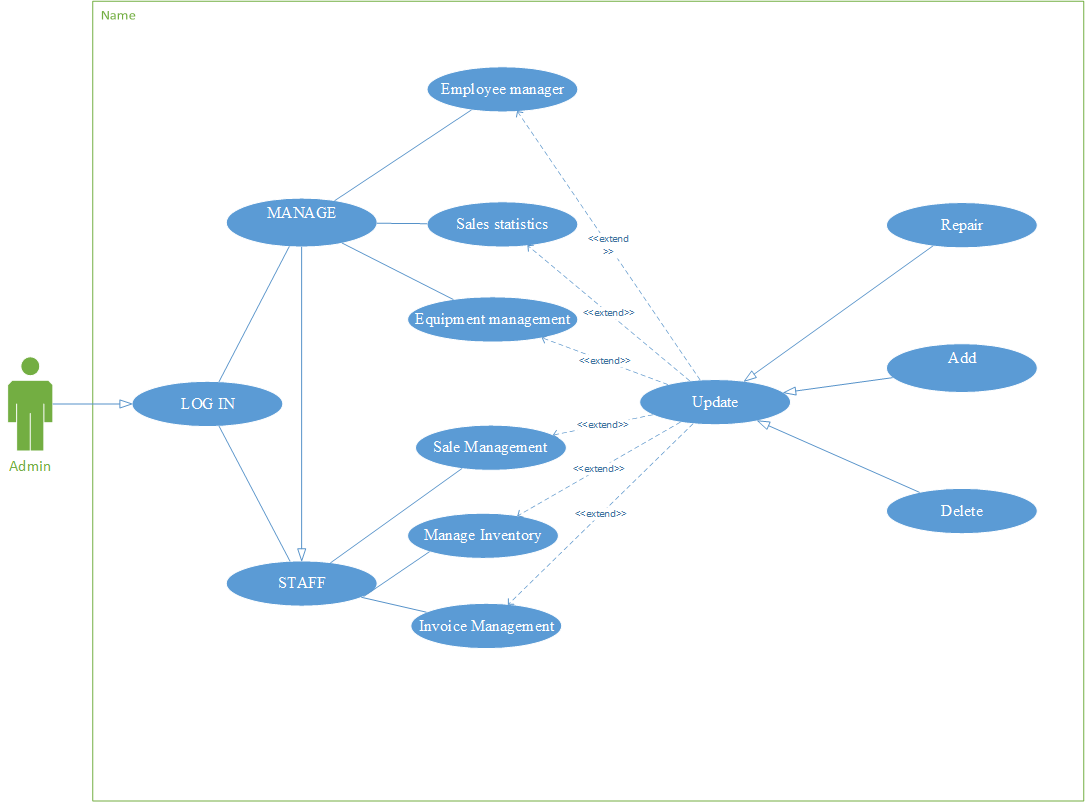 Name
Employee manager
MANAGE
Sales statistics
Repair
<<extend
>>
<<extend>>
Equipment management
<<extend>>
Add
LOG IN
Update
Admin
<<extend>>
Sale Management
<<extend>>
Manage Inventory
<<extend>>
Delete
STAFF
Invoice Management